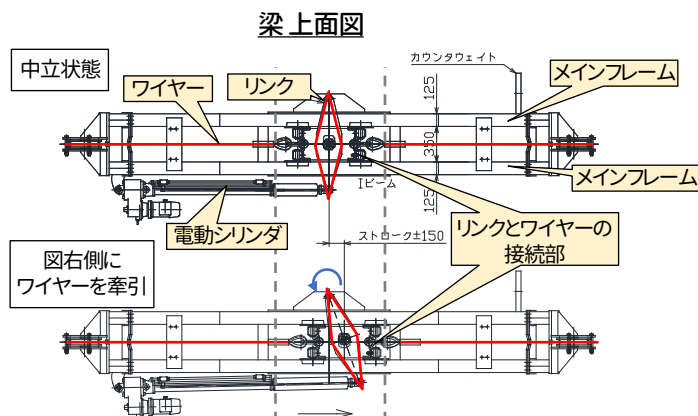 梁 上面図
中立状態
ワイヤー
リンク
カウンタウェイト
メインフレーム
125
350
125
Iビーム
メインフレーム
電動シリンダ
ストローク±150
リンクとワイヤーの
接続部
図右側に
ワイヤーを牽引